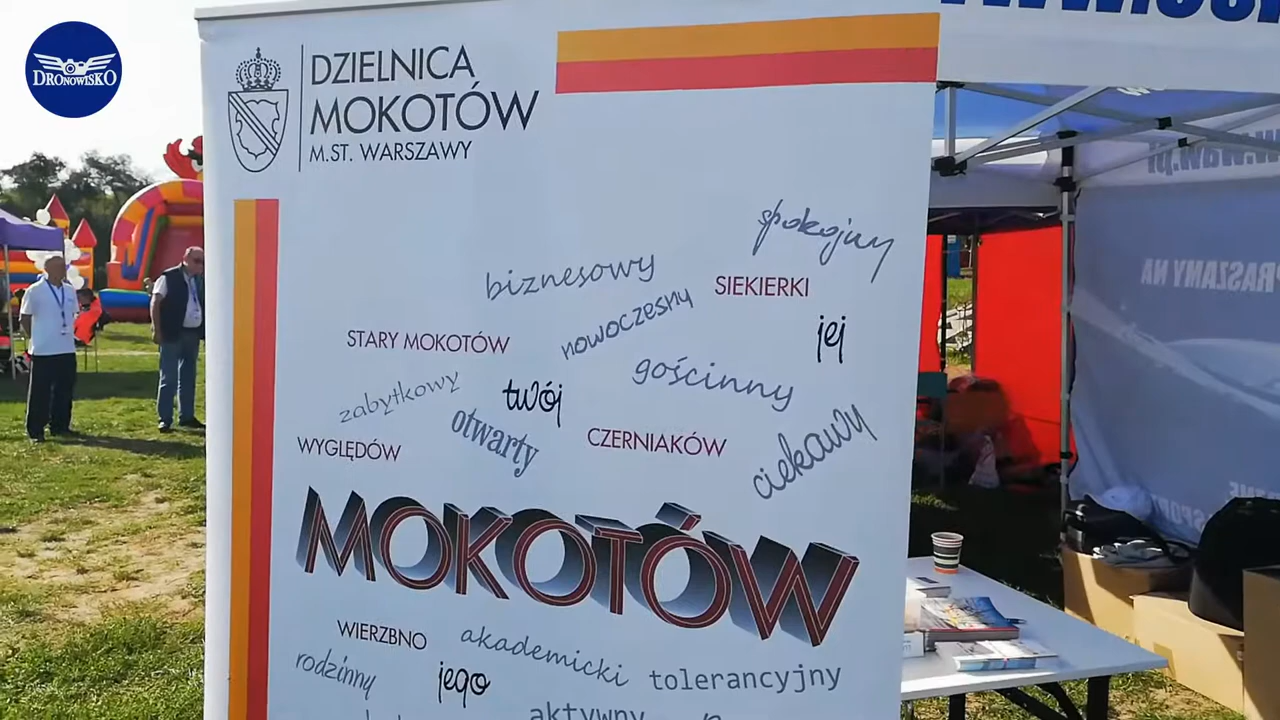 DRONOWISKO
DZIELNICA
MOKOTÓW
M.ST. WARSZAWY
spokojny
biznesowy
SIEKIERKI
nowoczesny
jej
STARY MOKOTÓW
gościnny
zabytkowy
twój
otwarty
ciekawy
WYGLĘDÓW
CZERNIAKÓW
MOKOTÓW
WIERZBNO
akademicki
tolerancyjny
rodzinny
jego
aktywny